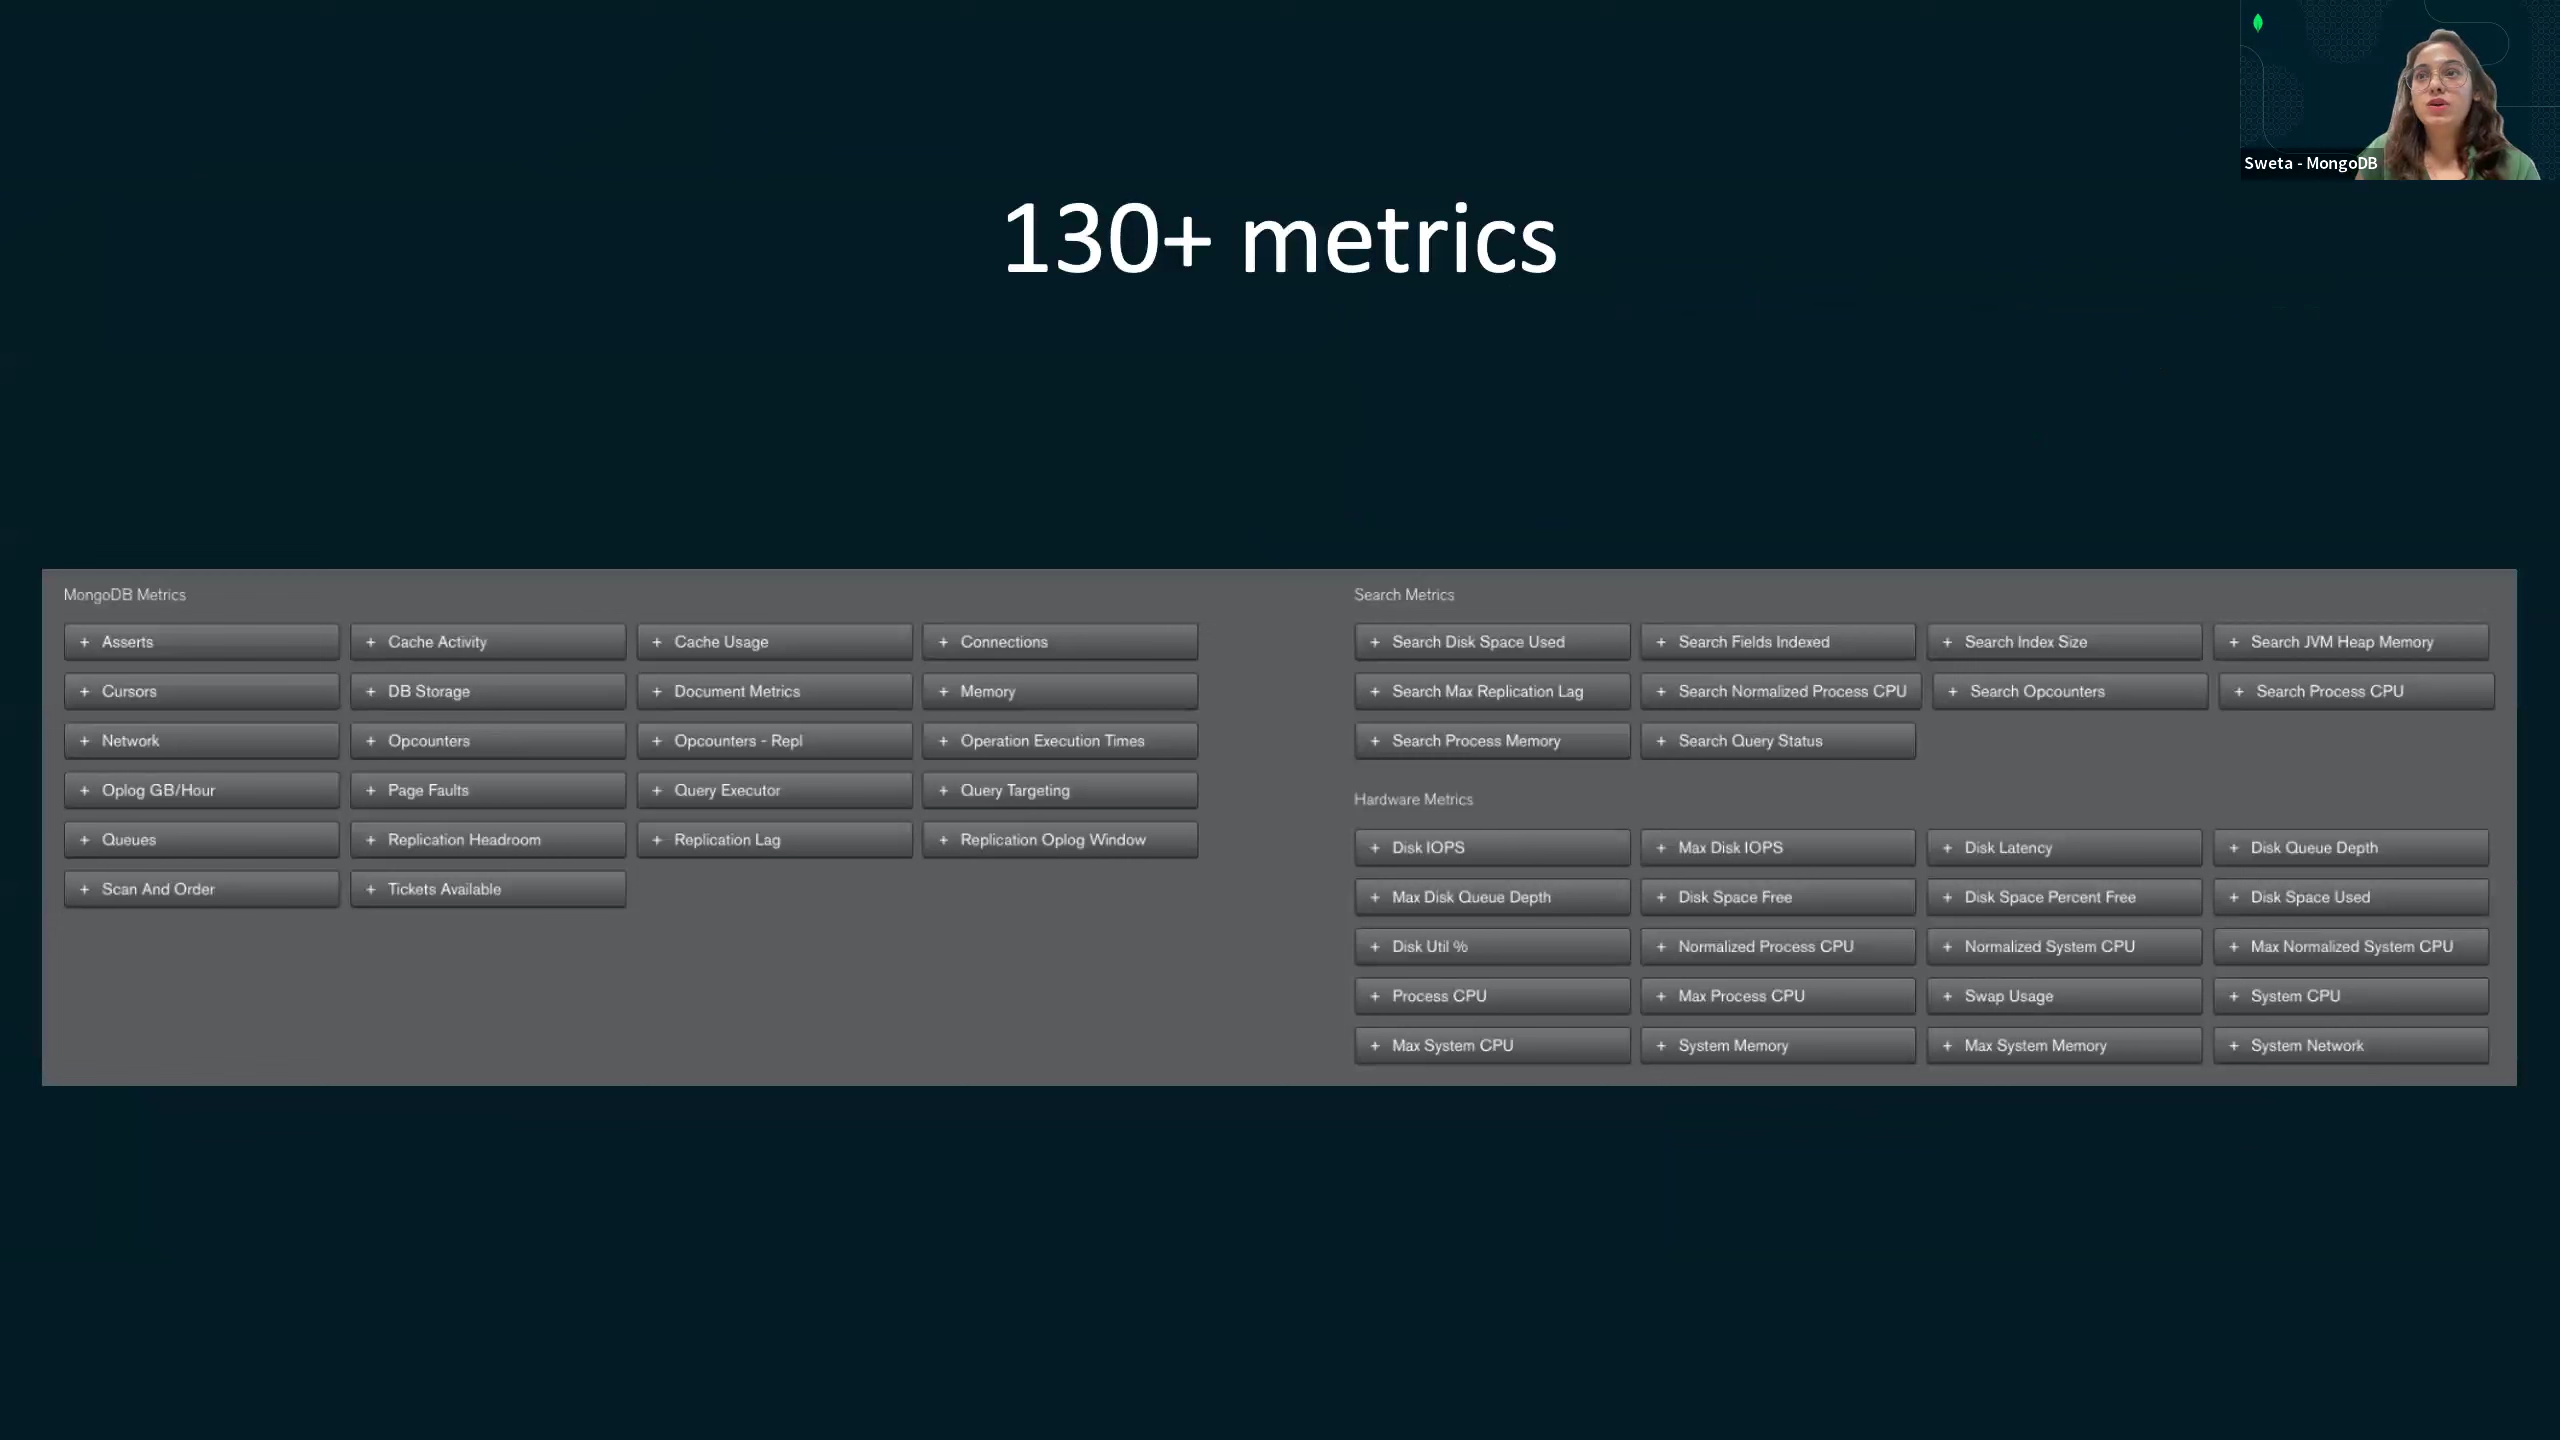 Sweta - MongoDB
130+ metrics
MongoDB Metrics
+ Asserts
+ Cache Activity
+ Cache Usage
+ Connections
+ Cursors
+ DB Storage
+ Document Metrics
+ Memory
+ Network
+ Opcounters
+ Opcounters - Repl
+ Operation Execution Times
+ Oplog GB/Hour
+ Page Faults
+ Query Executor
+ Query Targeting
+ Queues
+ Replication Headroom
+ Replication Lag
+ Replication Oplog Window
+ Scan And Order
+ Tickets Available
Search Metrics
+ Search Disk Space Used
+ Search Fields Indexed
+ Search Index Size
+ Search JVM Heap Memory
+ Search Max Replication Lag
+ Search Normalized Process CPU
+ Search Opcounters
+ Search Process CPU
+ Search Process Memory
+ Search Query Status
Hardware Metrics
+ Disk IOPS
+ Max Disk IOPS
+ Disk Latency
+ Disk Queue Depth
+ Max Disk Queue Depth
+ Disk Space Free
+ Disk Space Percent Free
+ Disk Space Used
+ Disk Util %
+ Normalized Process CPU
+ Normalized System CPU
+ Max Normalized System CPU
+ Process CPU
+ Max Process CPU
+ Swap Usage
+ System CPU
+ Max System CPU
+ System Memory
+ Max System Memory
+ System Network